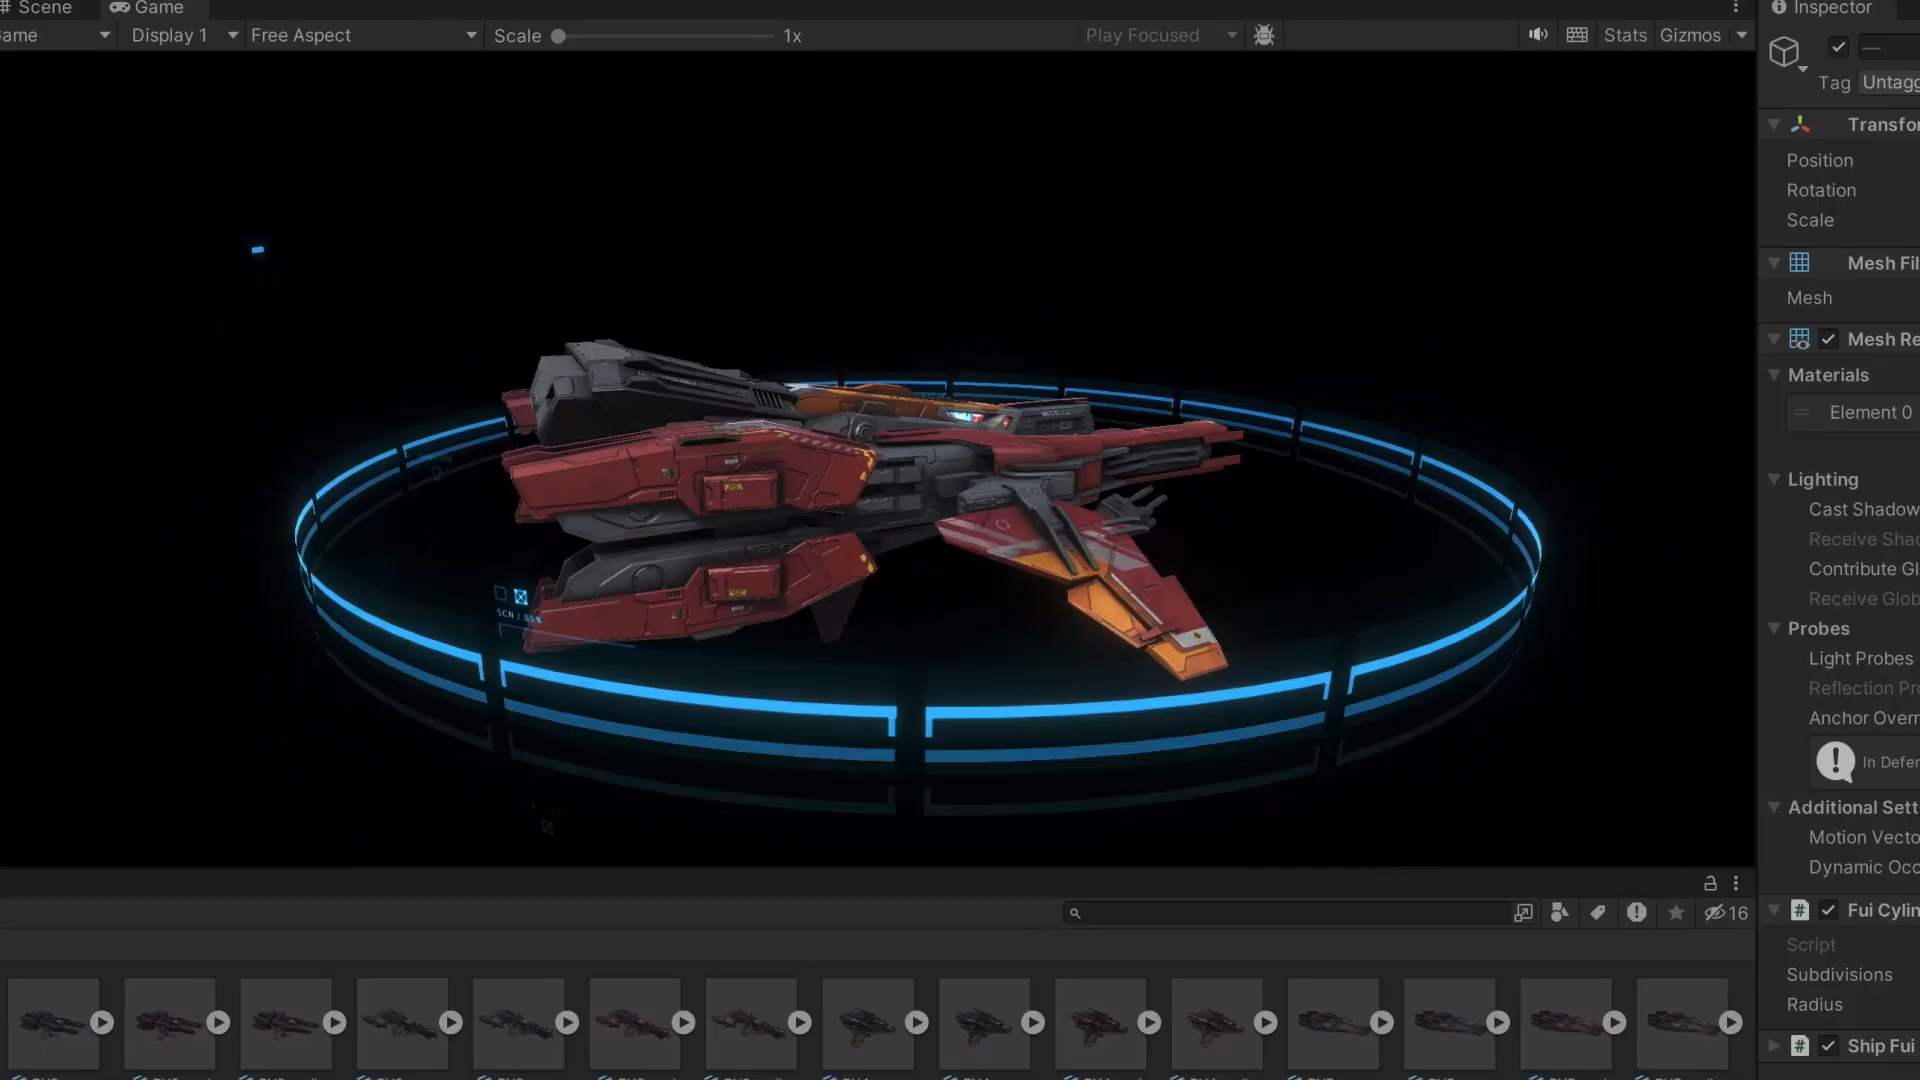 Scene
Game
Inspector
ame
Display 1
Free Aspect
Scale
1x
Play Focused
Stats
Gizmos
—
Tag
Untagg
Transfor
Position
Rotation
Scale
Mesh Fil
Mesh
Mesh Re
Materials
Element 0
Lighting
Cast Shadow
Receive Shad
Contribute Gl
Receive Glob
Probes
Light Probes
Reflection Pro
Anchor Overr
In Defer
Additional Sett
Motion Vecto
Dynamic Occ
16
Fui Cylin
Script
Subdivisions
Radius
Ship Fui